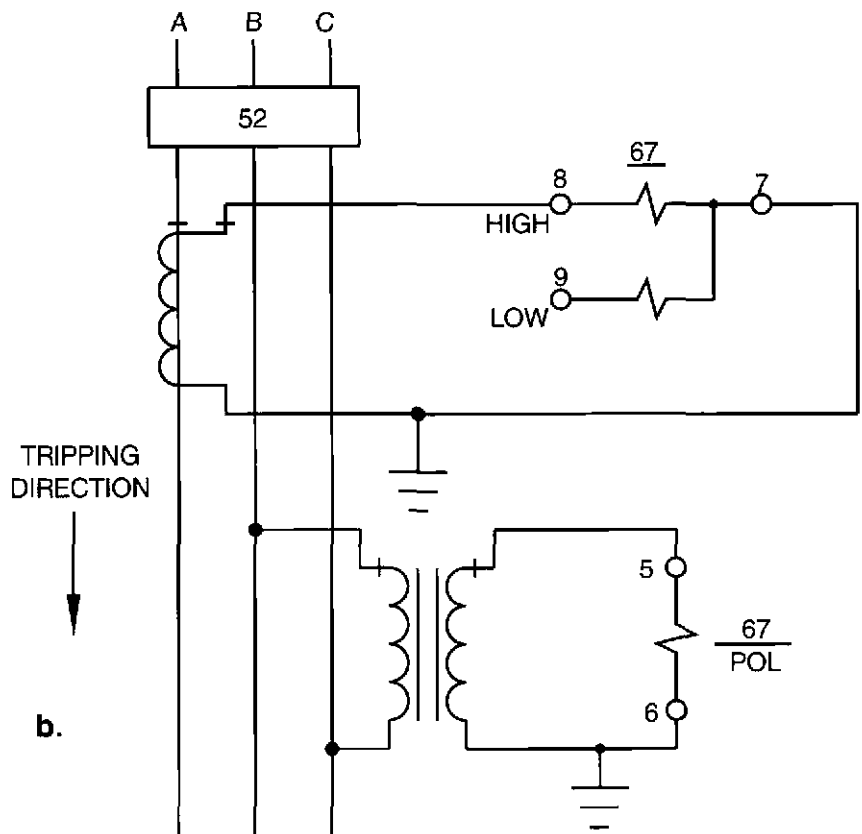 A B C
52
67
8 7
HIGH
9
LOW
TRIPPING
DIRECTION
5
67
POL
6
b.